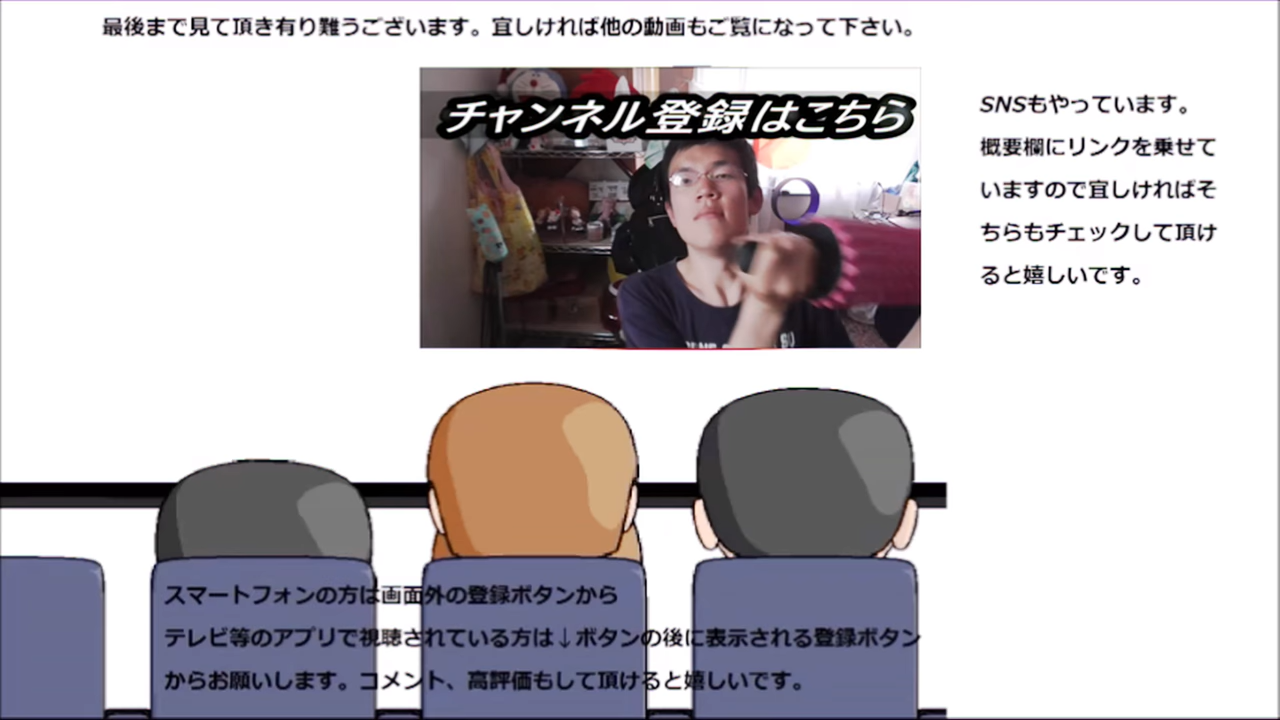 最後まで見て頂き有り難うございます。宜しければ他の動画もご覧になって下さい。
チャンネル登録はこちら
SNSもやっています。
概要欄にリンクを乗せて
いますので宜しければそ
ちらもチェックして頂け
ると嬉しいです。
スマートフォンの方は画面外の登録ボタンから
テレビ等のアプリで視聴されている方は↓ボタンの後に表示される登録ボタン
からお願いします。コメント、高評価もして頂けると嬉しいです。